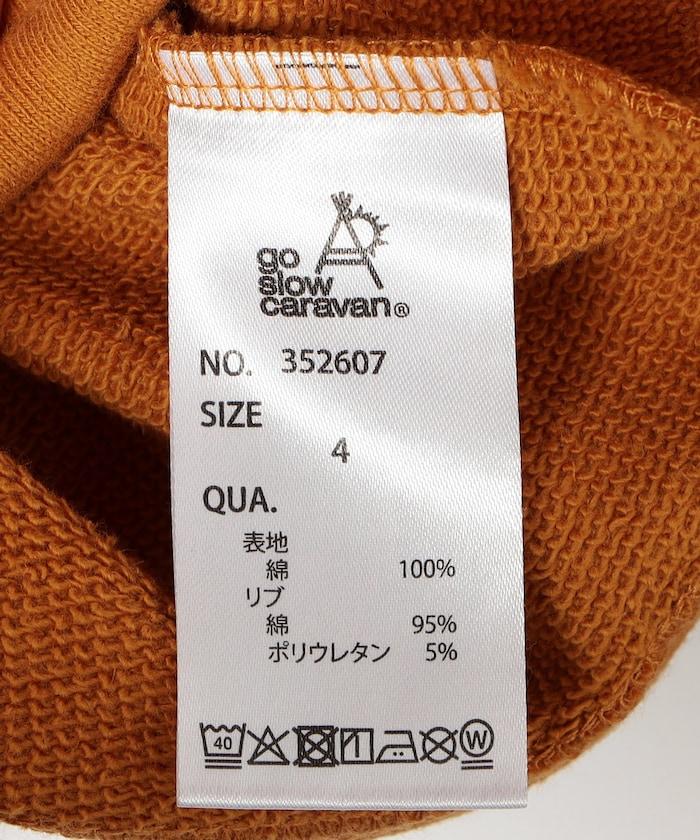 go
slow
caravan®
NO. 352607
SIZE
4
QUA.
表地
綿 100%
リブ
綿 95%
ポリウレタン 5%
40
W